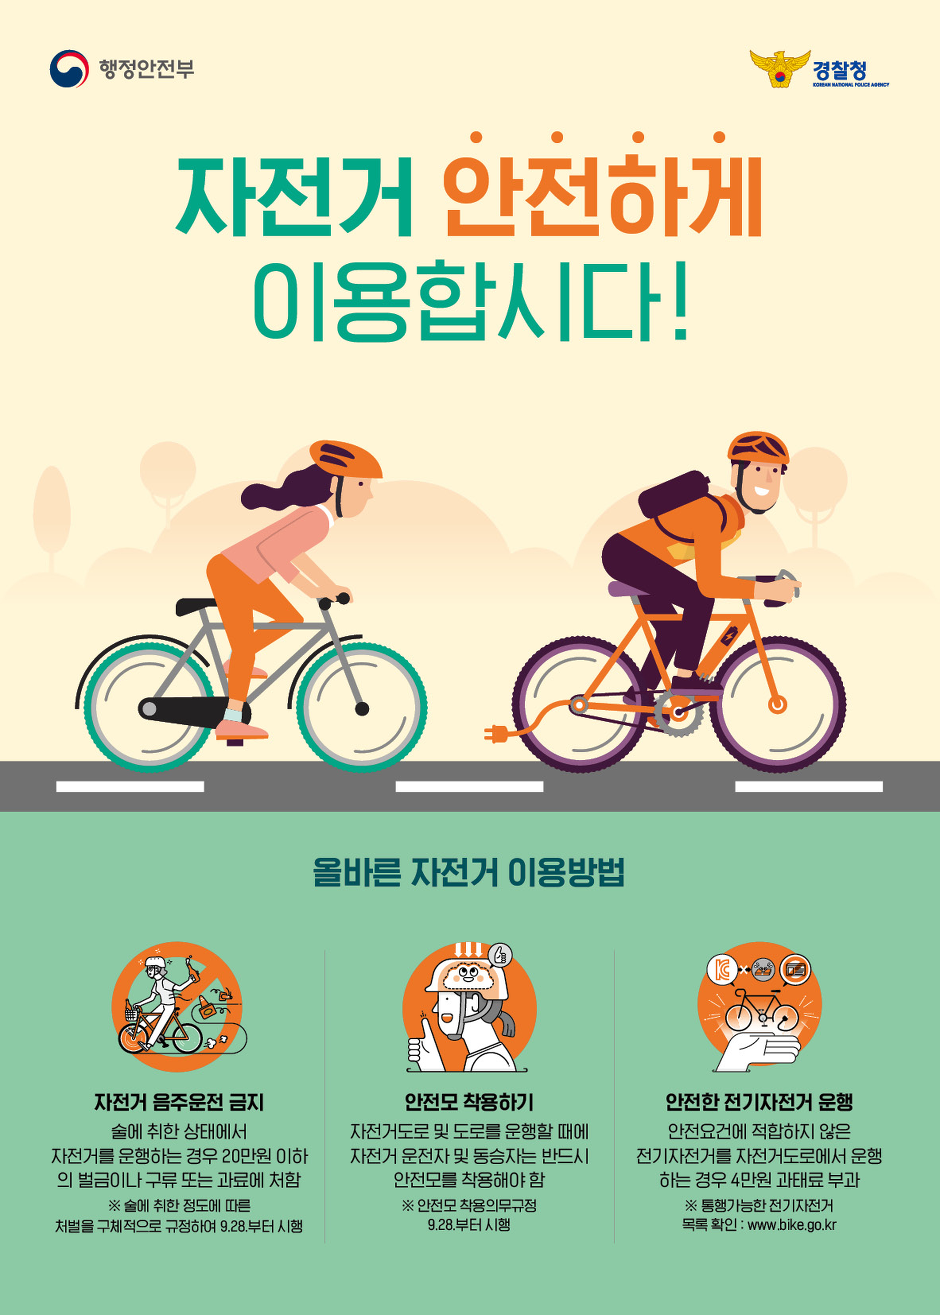 행정안전부
경찰청
KOREAN NATIONAL POLICE AGENCY
자전거 안전하게
이용합시다!
올바른 자전거 이용방법
자전거 음주운전 금지
술에 취한 상태에서
자전거를 운행하는 경우 20만원 이하
의 벌금이나 구류 또는 과료에 처함
※ 술에 취한 정도에 따른
처벌을 구체적으로 규정하여 9.28.부터 시행
안전모 착용하기
자전거도로 및 도로를 운행할 때에
자전거 운전자 및 동승자는 반드시
안전모를 착용해야 함
※ 안전모 착용의무규정
9.28.부터 시행
안전한 전기자전거 운행
안전요건에 적합하지 않은
전기자전거를 자전거도로에서 운행
하는 경우 4만원 과태료 부과
※ 통행가능한 전기자전거
목록 확인 : www.bike.go.kr